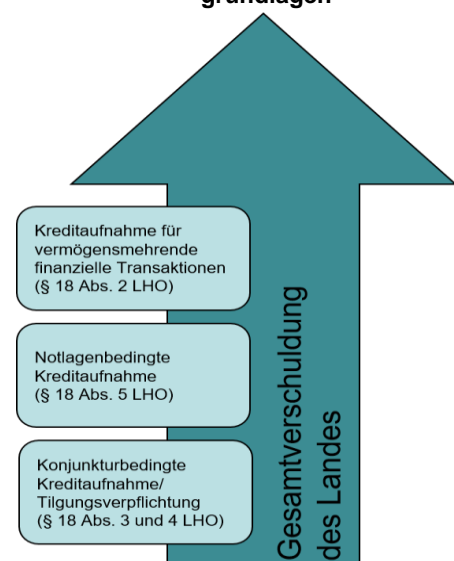 grundlagen
Kreditaufnahme für
vermögensmehrende
finanzielle Transaktionen
(§ 18 Abs. 2 LHO)
Notlagenbedingte
Kreditaufnahme
(§ 18 Abs. 5 LHO)
Konjunkturbedingte
Kreditaufnahme/
Tilgungsverpflichtung
(§ 18 Abs. 3 und 4 LHO)
Gesamtverschuldung
des Landes